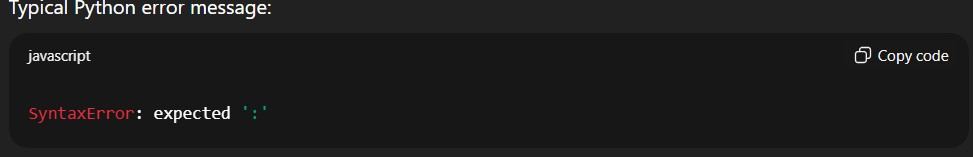 Typical Python error message:
javascript
Copy code
SyntaxError: expected ':'